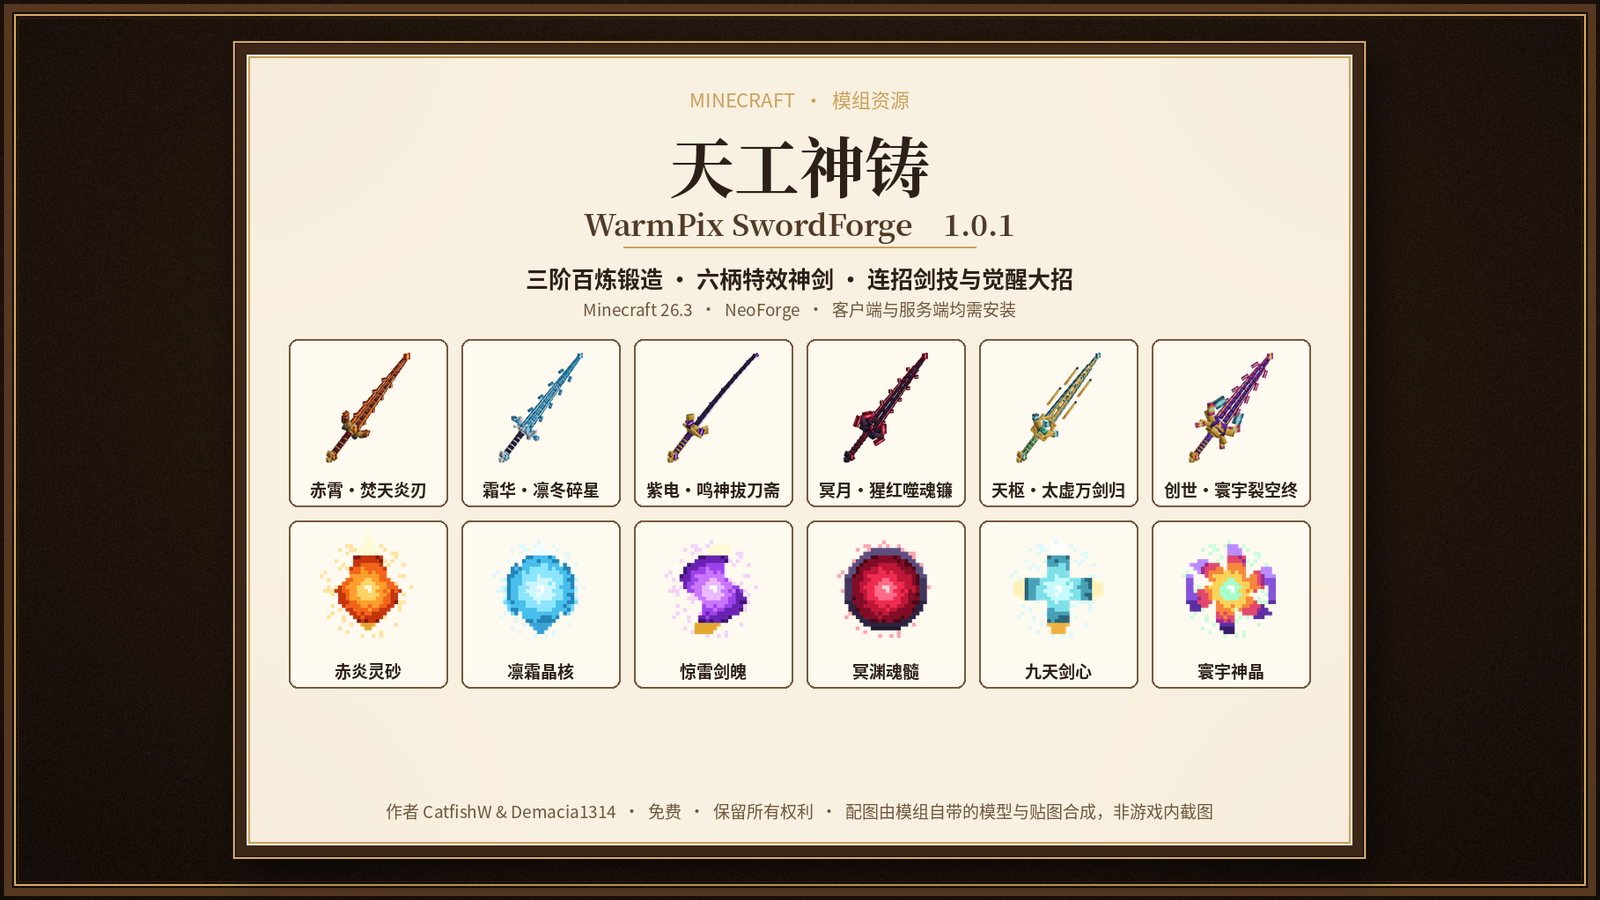 MINECRAFT · 模组资源
天工神铸
WarmPix SwordForge 1.0.1
三阶百炼锻造 · 六柄特效神剑 · 连招剑技与觉醒大招
Minecraft 26.3 · NeoForge · 客户端与服务端均需安装
赤霄·焚天炎刃
霜华·凛冬碎星
紫电·鸣神拔刀斋
冥月·猩红噬魂镰
天枢·太虚万剑归
创世·寰宇裂空终
赤炎灵砂
凛霜晶核
惊雷剑魄
冥渊魂髓
九天剑心
寰宇神晶
作者 CatfishW & Demacia1314 · 免费 · 保留所有权利 · 配图由模组自带的模型与贴图合成，非游戏内截图